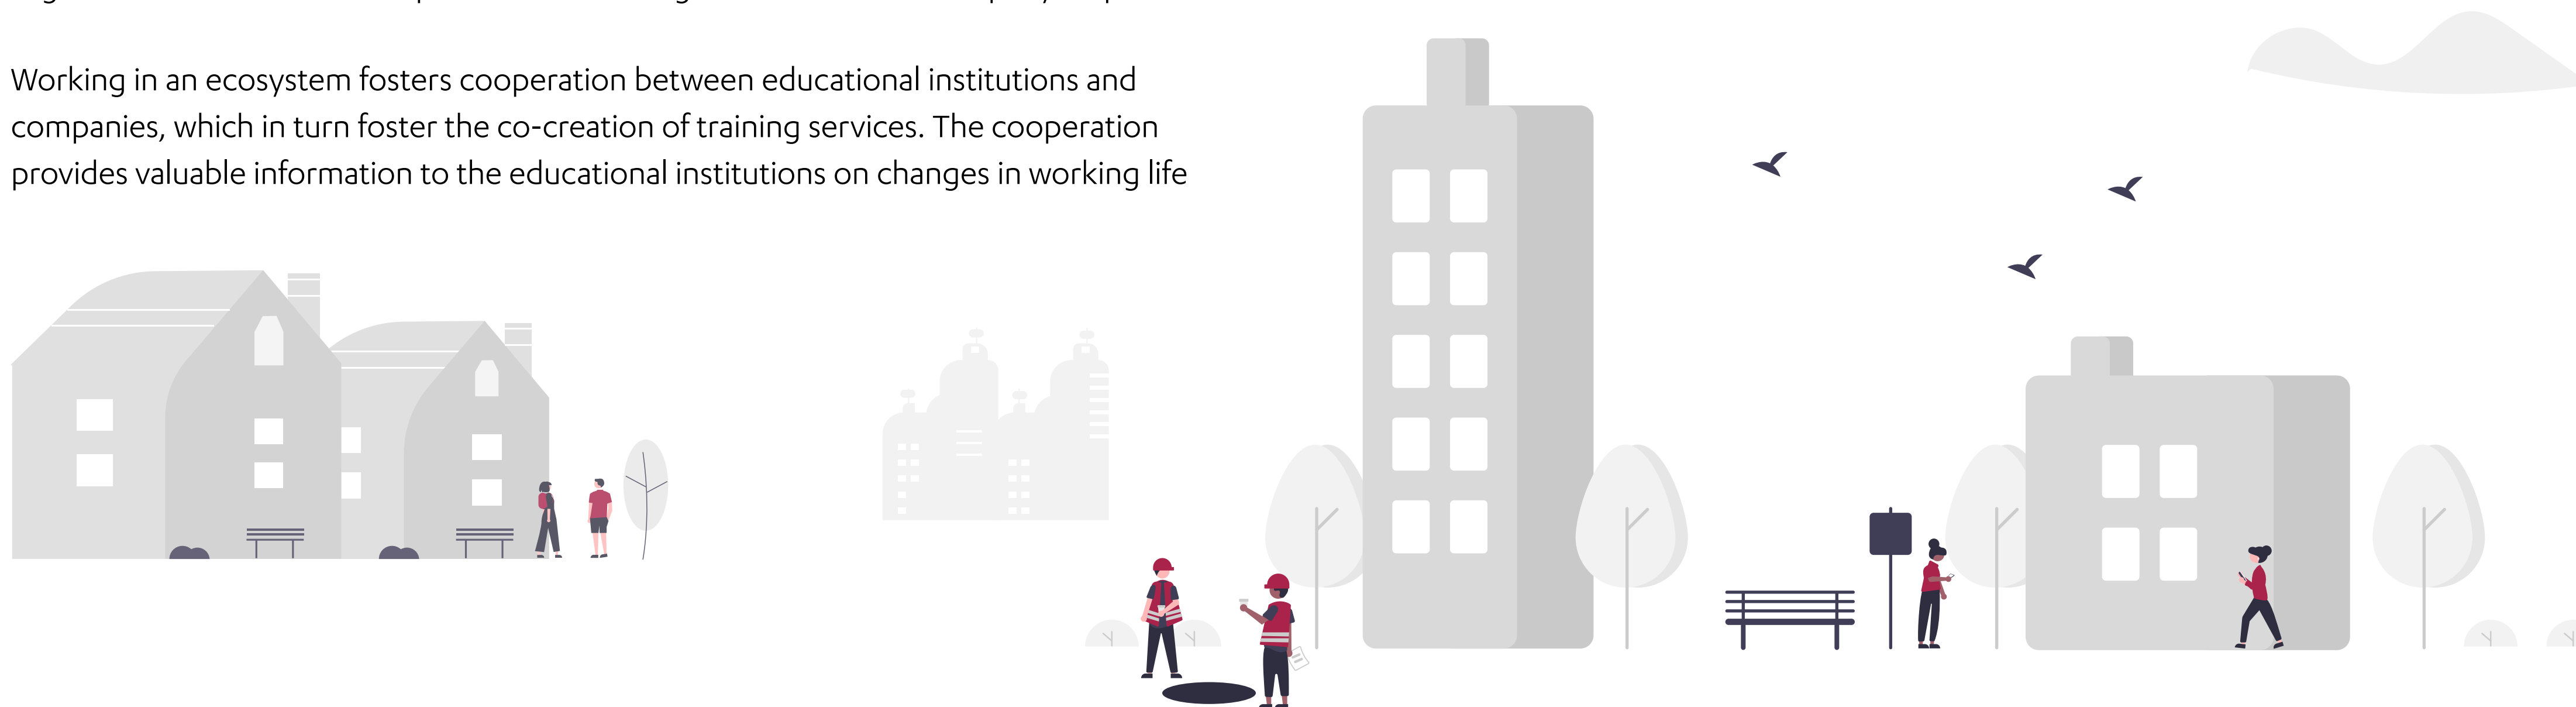 Working in an ecosystem fosters cooperation between educational institutions and
companies, which in turn foster the co-creation of training services. The cooperation
provides valuable information to the educational institutions on changes in working life